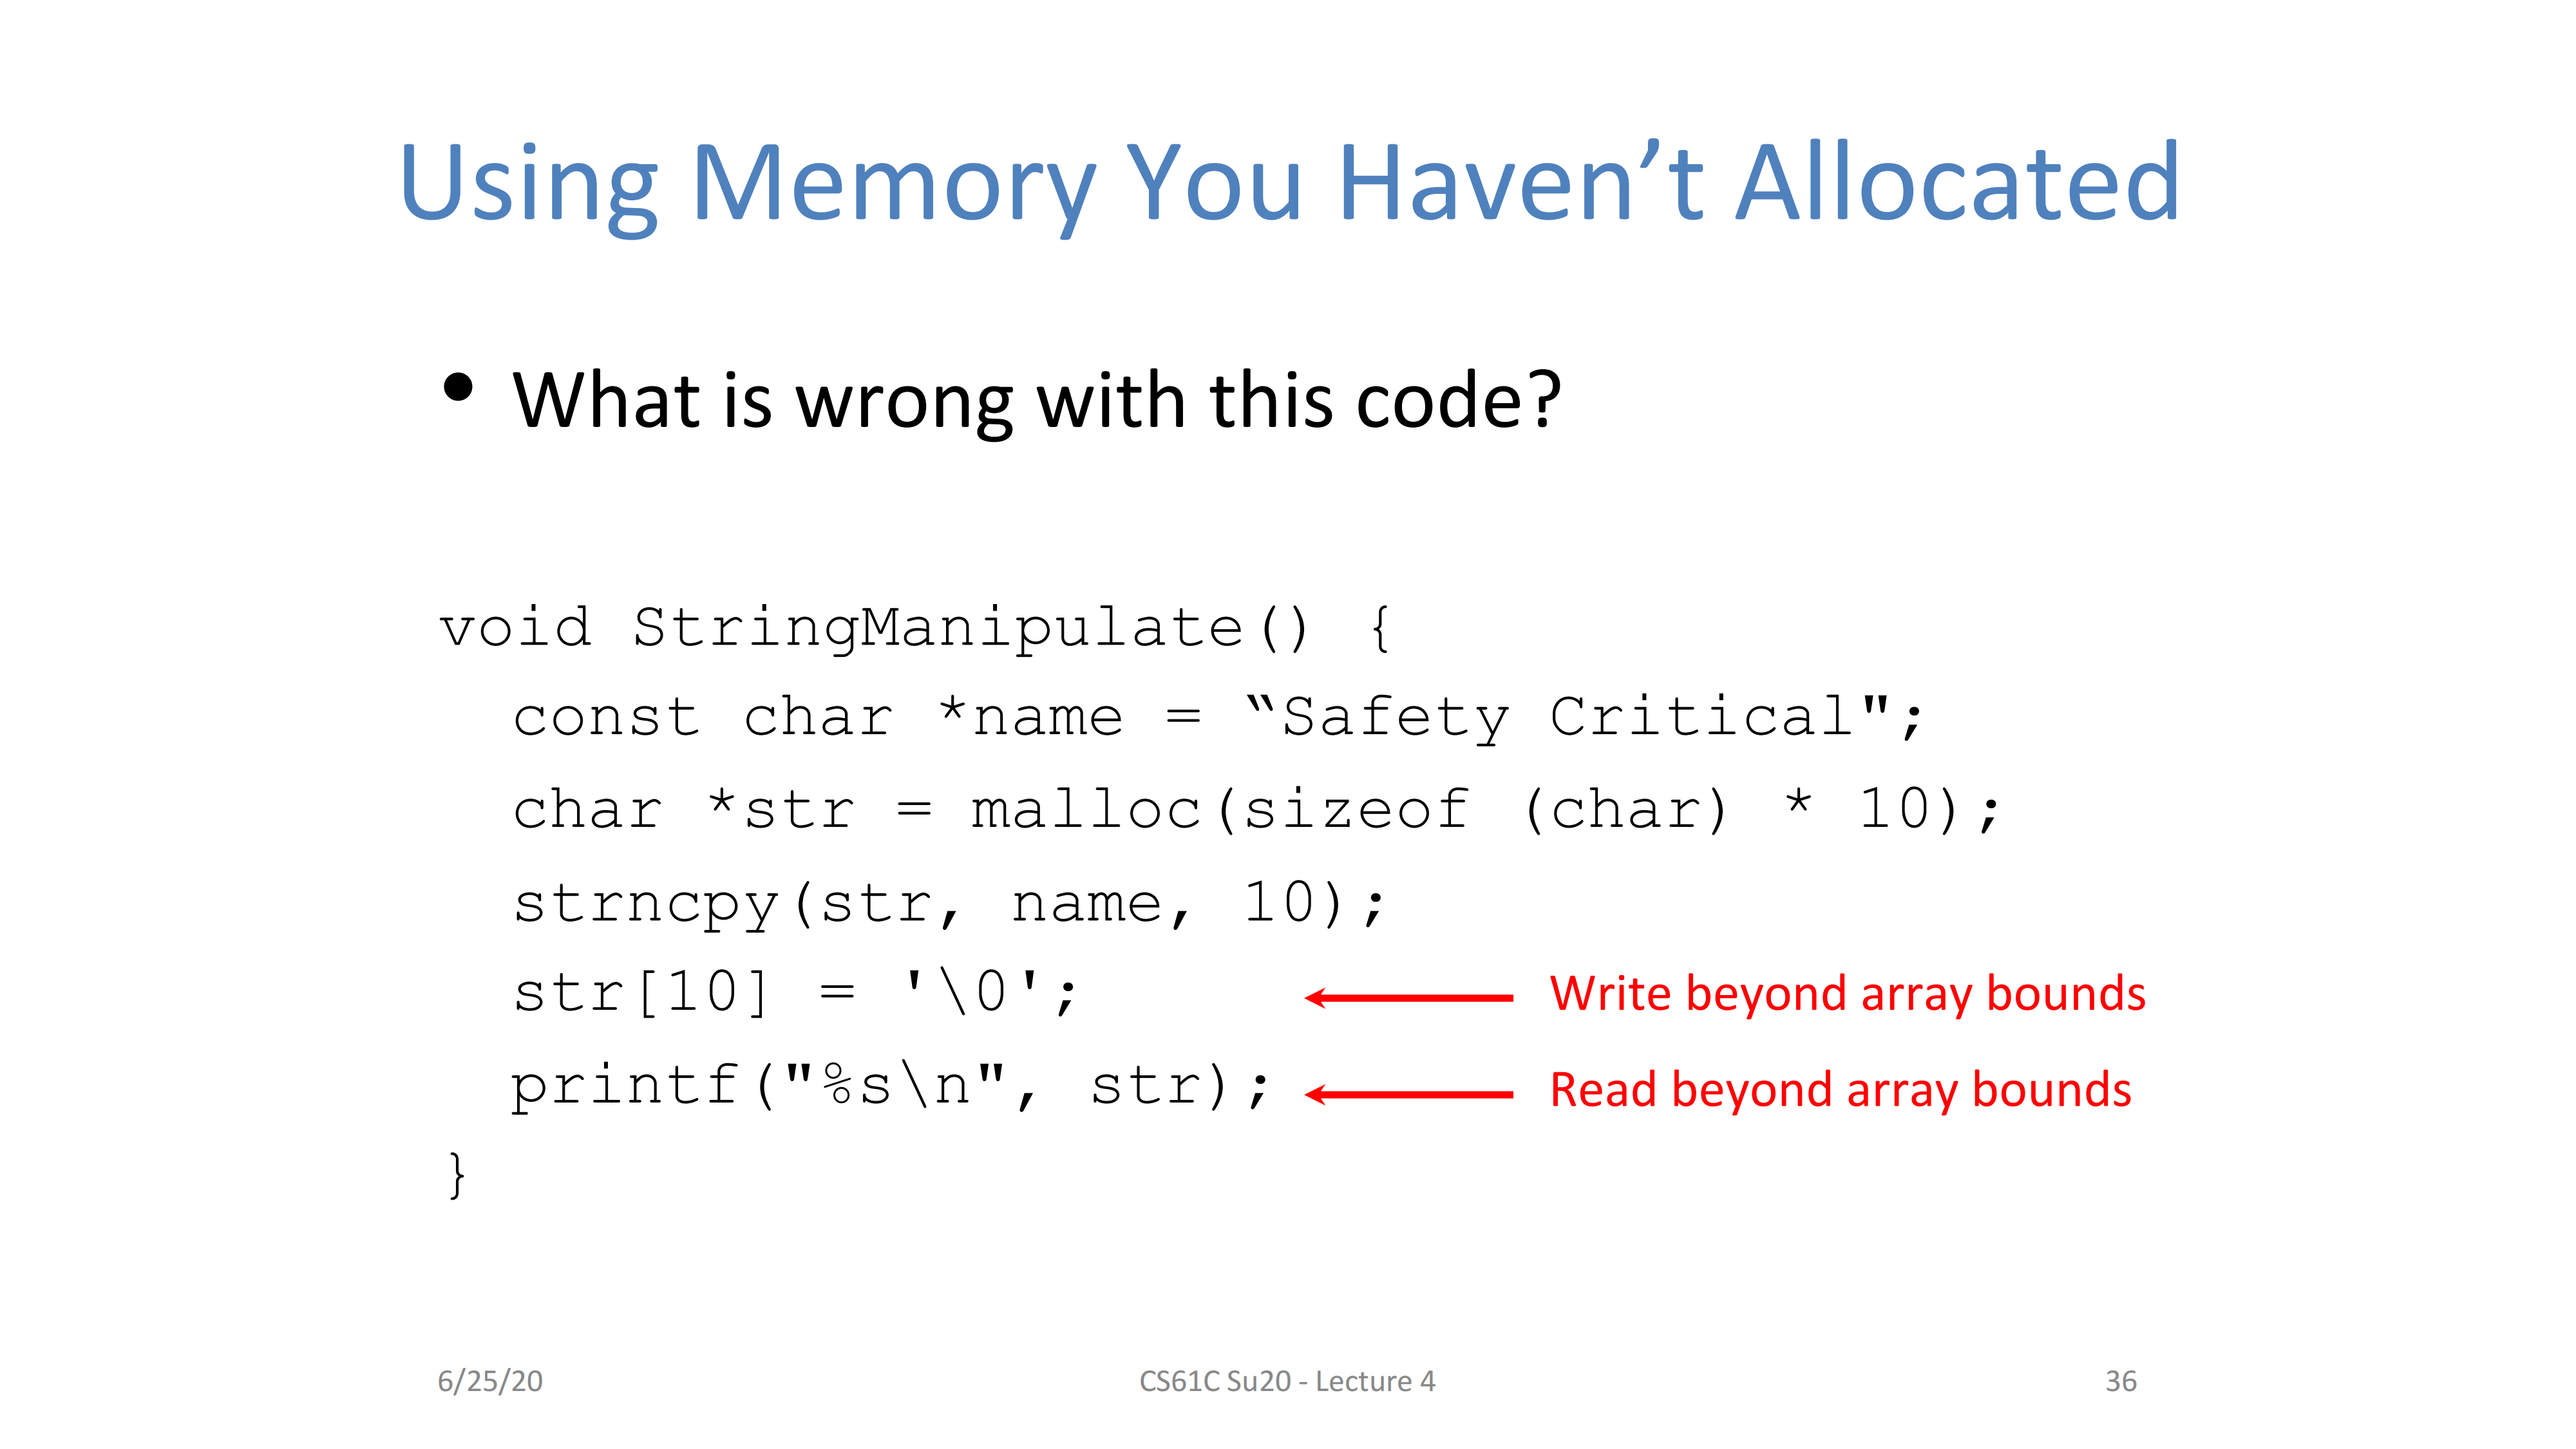 Using Memory You Haven’t Allocated
• What is wrong with this code?
void StringManipulate() {
const char *name = “Safety Critical";
char *str = malloc(sizeof (char) * 10);
strncpy(str, name, 10);
str[10] = '\0';
Write beyond array bounds
printf("%s\n", str);
Read beyond array bounds
}
6/25/20
CS61C Su20 - Lecture 4
36